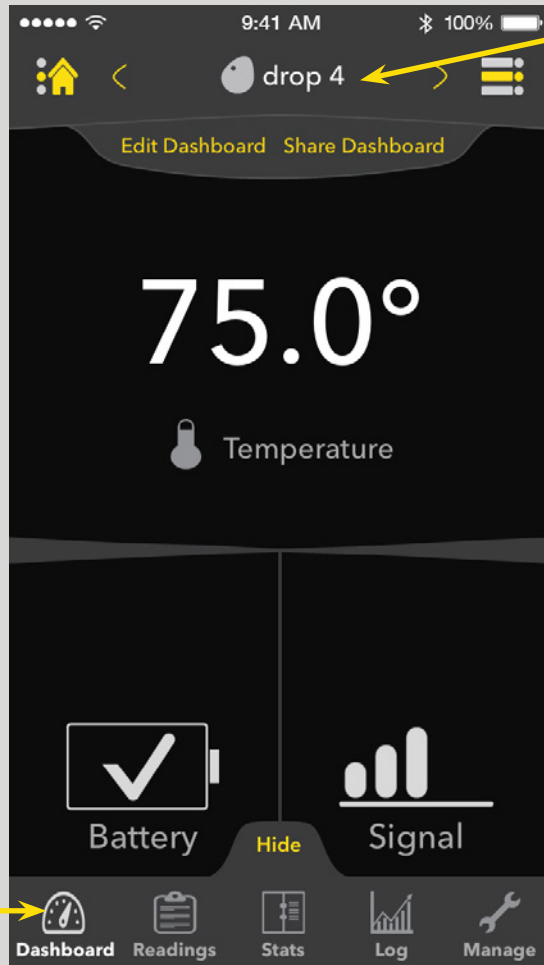 9:41 AM 100%
drop 4
Edit Dashboard Share Dashboard
75.0°
Temperature
Battery Signal
Hide
Dashboard Readings Stats Log Manage